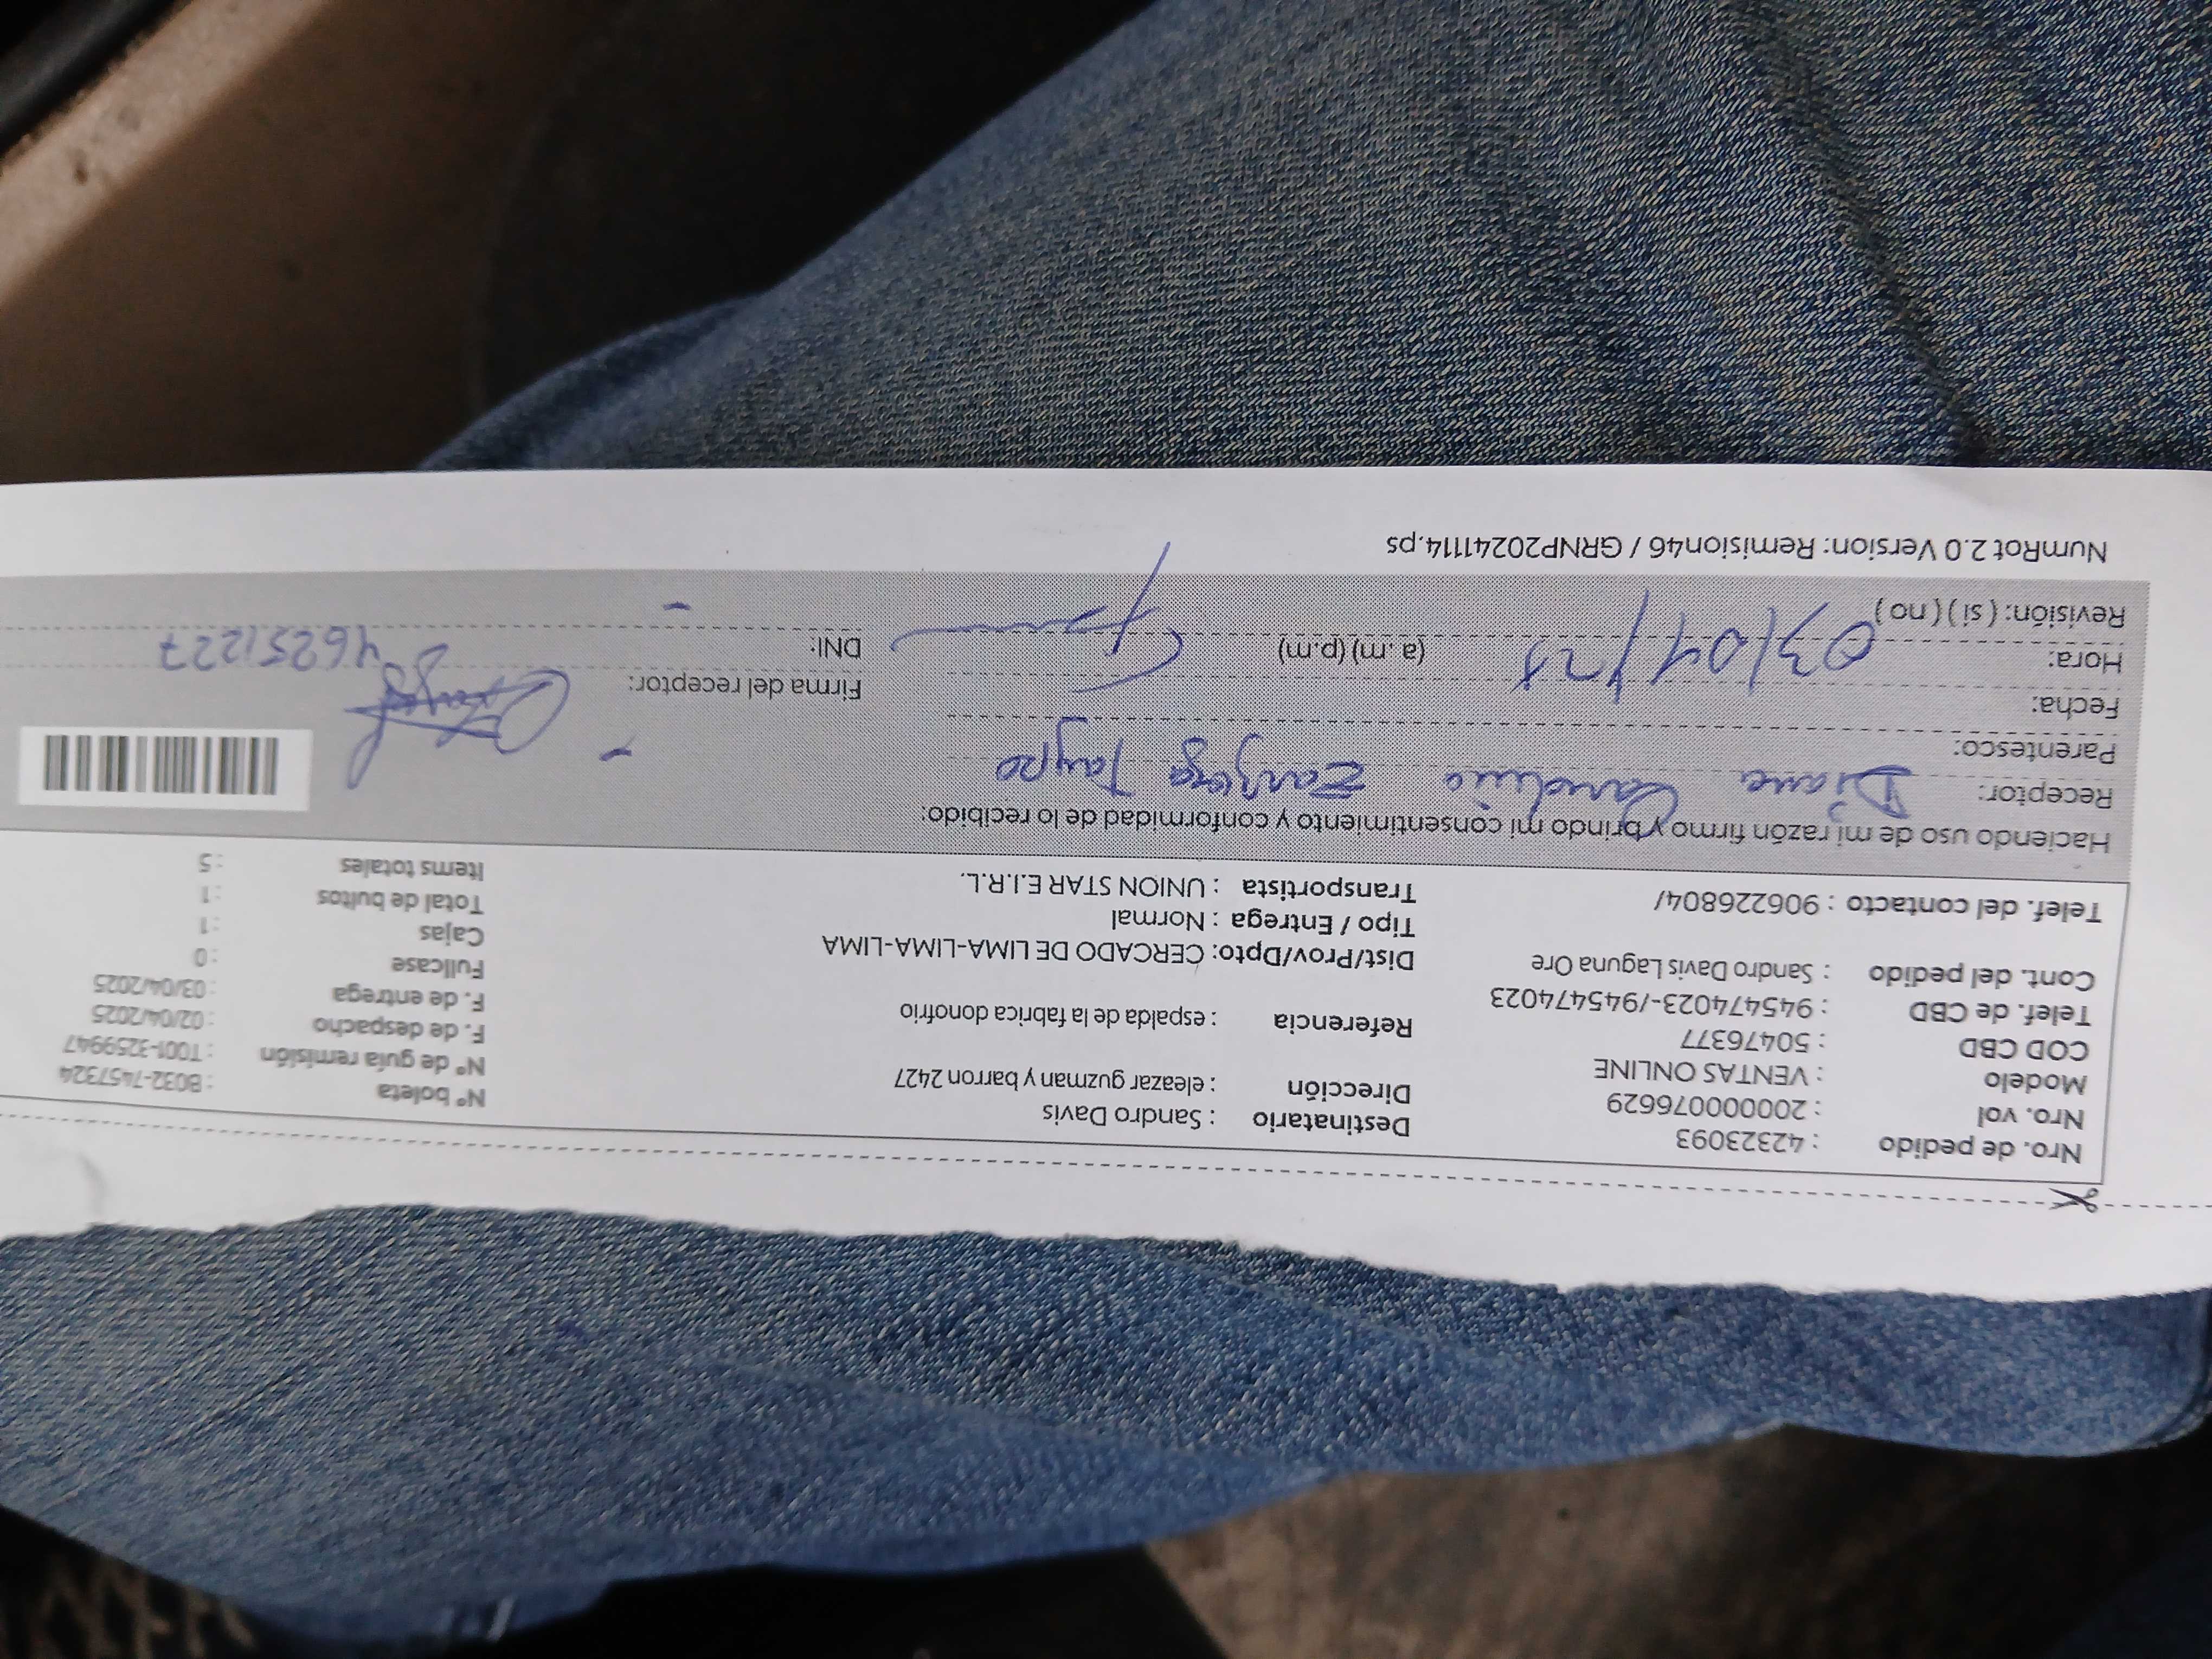 Nro. de pedido : 42323093 Destinatario : Sandro Davis N° boleta : B032-7457324
Nro. vol : 20000076629 Dirección : eleazar guzman y barron 2427 N° de guía remisión : T001-3259947
Modelo : VENTAS ONLINE F. de despacho : 02/04/2025
COD CBD : 50476377 Referencia : espalda de la fabrica donofrio F. de entrega : 03/04/2025
Telef. de CBD : 945474023-/945474023 Fullcase : 0
Cont. del pedido : Sandro Davis Laguna Ore Dist/Prov/Dpto: CERCADO DE LIMA-LIMA-LIMA Cajas : 1
Tipo / Entrega : Normal Total de bultos : 1
Telef. del contacto : 906226804/ Transportista : UNION STAR E.I.R.L. Items totales : 5
Haciendo uso de mi razón firmo y brindo mi consentimiento y conformidad de lo recibido:
Receptor: Diana Carolina Taype
Parentesco:
Fecha: Firma del receptor:
Hora: 03/04/25 (a. m) (p.m) DNI: 46251227
Revisión: ( si ) ( no )
NumRot 2.0 Version: Remision46 / GRNP20241114.ps